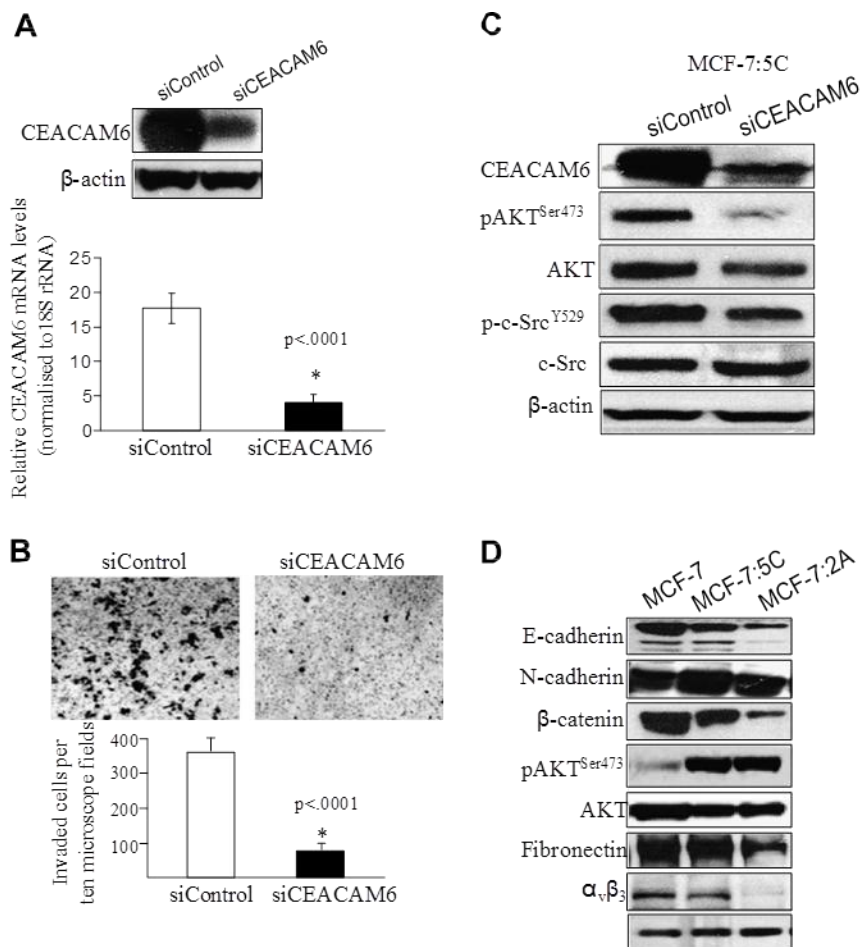 A
siControl
siCEACAM6
CEACAM6
β-actin
Relative CEACAM6 mRNA levels
(normalised to18S rRNA)
25
20
15
10
5
0
p<.0001
*
siControl
siCEACAM6
B
siControl
siCEACAM6
Invaded cells per
ten microscope fields
400
300
200
100
p<.0001
*
siControl
siCEACAM6
C
MCF-7:5C
siControl
siCEACAM6
CEACAM6
pAKTSer473
AKT
p-c-SrcY529
c-Src
β-actin
D
MCF-7
MCF-7:5C
MCF-7:2A
E-cadherin
N-cadherin
β-catenin
pAKTSer473
AKT
Fibronectin
αvβ3